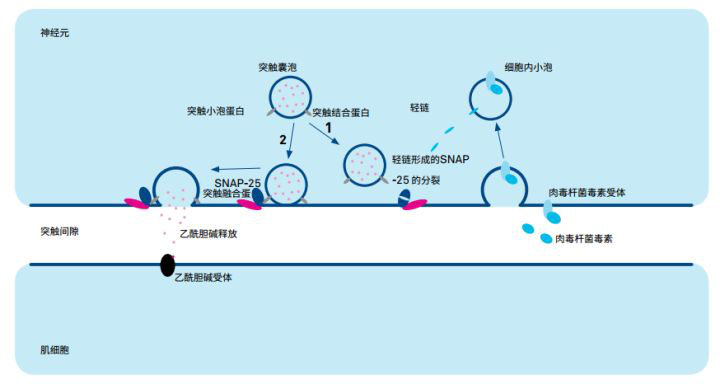 神经元
突触囊泡
细胞内小泡
突触小泡蛋白
突触结合蛋白
轻链
1
2
轻链形成的SNAP
-25 的分裂
SNAP-25
突触融合蛋
肉毒杆菌毒素受体
突触间隙
乙酰胆碱释放
肉毒杆菌毒素
乙酰胆碱受体
肌细胞